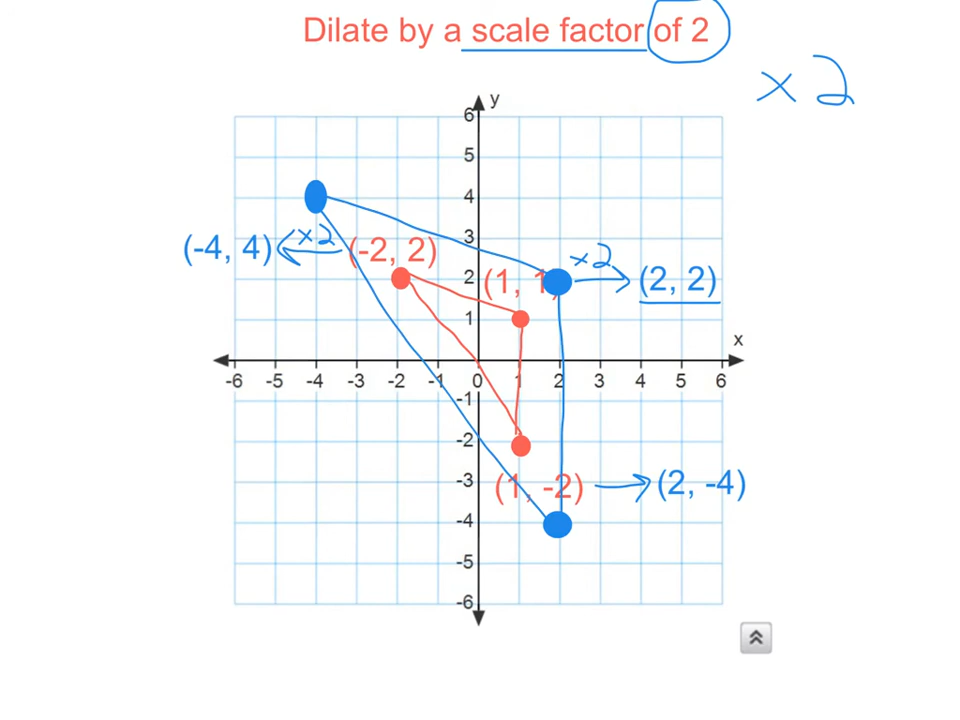 Dilate by a scale factor of 2
x 2
y
6
5
4
3
(-4, 4) x2 (-2, 2)
x2
2 (1, 1) (2, 2)
1
x
-6 -5 -4 -3 -2 -1 0 1 2 3 4 5 6
-1
-2
-3 (1, -2) (2, -4)
-4
-5
-6